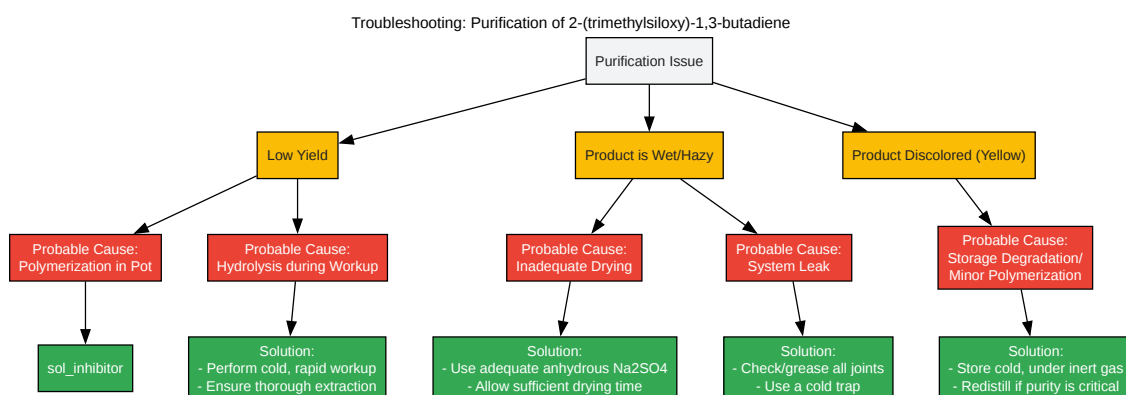 Troubleshooting: Purification of 2-(trimethylsiloxy)-1,3-butadiene
Purification Issue
Low Yield
Product is Wet/Hazy
Product Discolored (Yellow)
Probable Cause:
Polymerization in Pot
Probable Cause:
Hydrolysis during Workup
Probable Cause:
Inadequate Drying
Probable Cause:
System Leak
Probable Cause:
Storage Degradation/
Minor Polymerization
sol_inhibitor
Solution:
- Perform cold, rapid workup
- Ensure thorough extraction
Solution:
- Use adequate anhydrous Na2SO4
- Allow sufficient drying time
Solution:
- Check/grease all joints
- Use a cold trap
Solution:
- Store cold, under inert gas
- Redistill if purity is critical